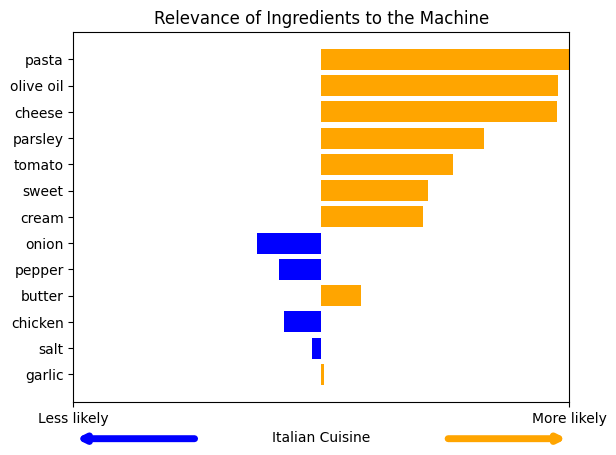 Relevance of Ingredients to the Machine
pasta
olive oil
cheese
parsley
tomato
sweet
cream
onion
pepper
butter
chicken
salt
garlic
Less likely
More likely
Italian Cuisine